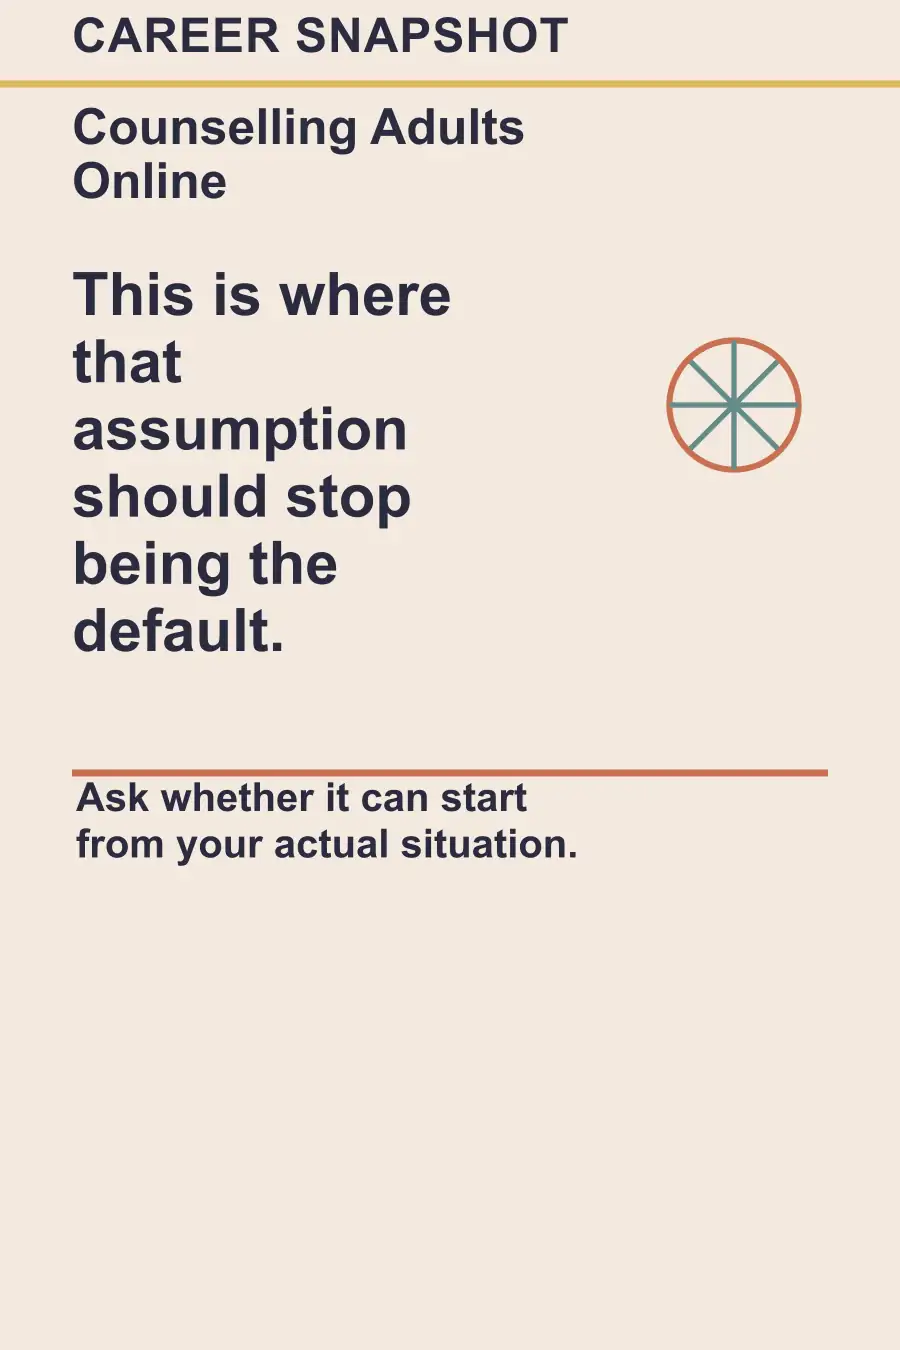 CAREER SNAPSHOT
Counselling Adults
Online
This is where
that
assumption
should stop
being the
default.
Ask whether it can start
from your actual situation.